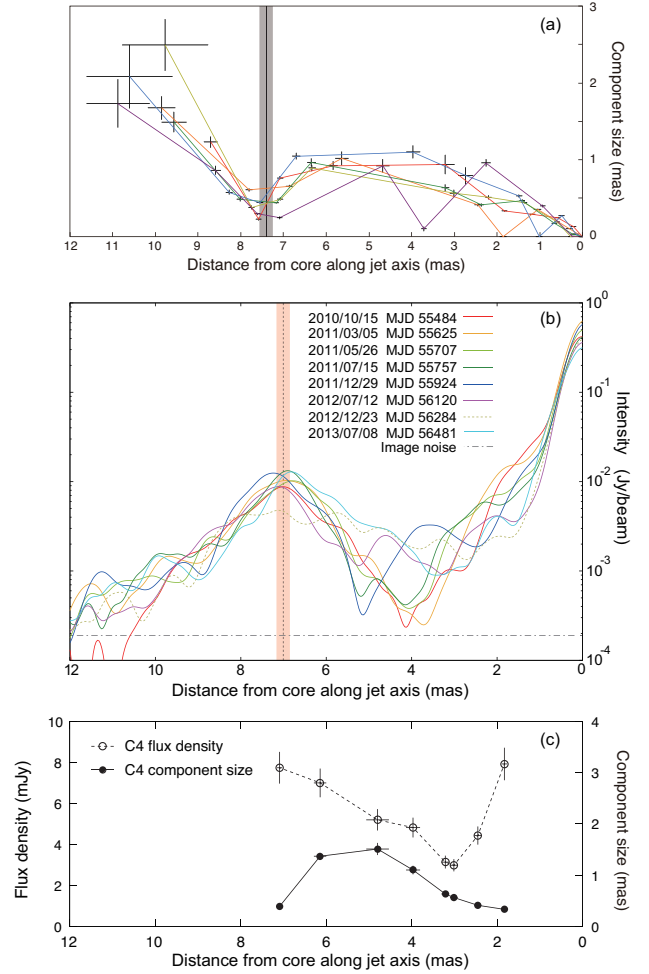 (a)
3
2
1
0
Component size (mas)
12 11 10 9 8 7 6 5 4 3 2 1 0
Distance from core along jet axis (mas)
(b)
2010/10/15 MJD 55484
2011/03/05 MJD 55625
2011/05/26 MJD 55707
2011/07/15 MJD 55757
2011/12/29 MJD 55924
2012/07/12 MJD 56120
2012/12/23 MJD 56284
2013/07/08 MJD 56481
Image noise
10^0
10^-1
10^-2
10^-3
10^-4
Intensity (Jy/beam)
12 10 8 6 4 2 0
Distance from core along jet axis (mas)
(c)
C4 flux density
C4 component size
10
8
6
4
2
0
Flux density (mJy)
4
3
2
1
0
Component size (mas)
12 10 8 6 4 2 0
Distance from core along jet axis (mas)